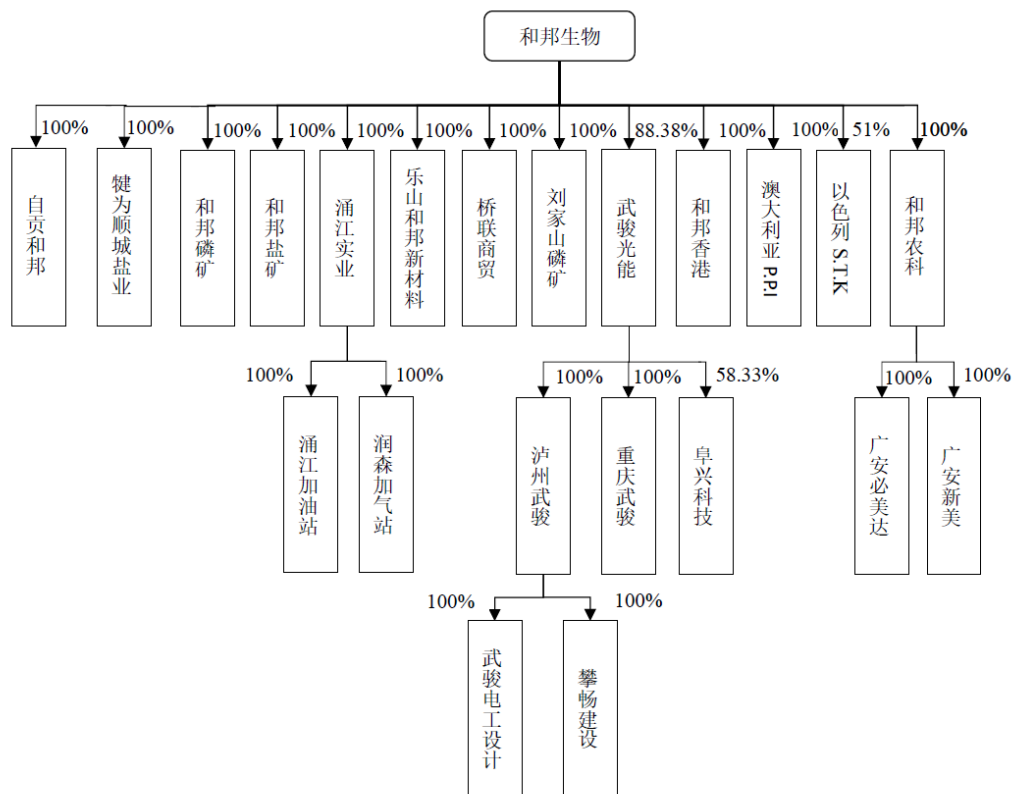 和邦生物
100%
100%
100%
100%
100%
100%
100%
100%
88.38%
100%
100%
51%
100%
自贡和邦
犍为顺城盐业
和邦磷矿
和邦盐矿
涌江实业
乐山和邦新材料
桥联商贸
刘家山磷矿
武骏光能
和邦香港
澳大利亚 P.P.I
以色列 S.T.K
和邦农科
100%
100%
100%
100%
58.33%
100%
100%
涌江加油站
润森加气站
泸州武骏
重庆武骏
阜兴科技
广安必美达
广安新美
100%
100%
武骏电工设计
攀畅建设